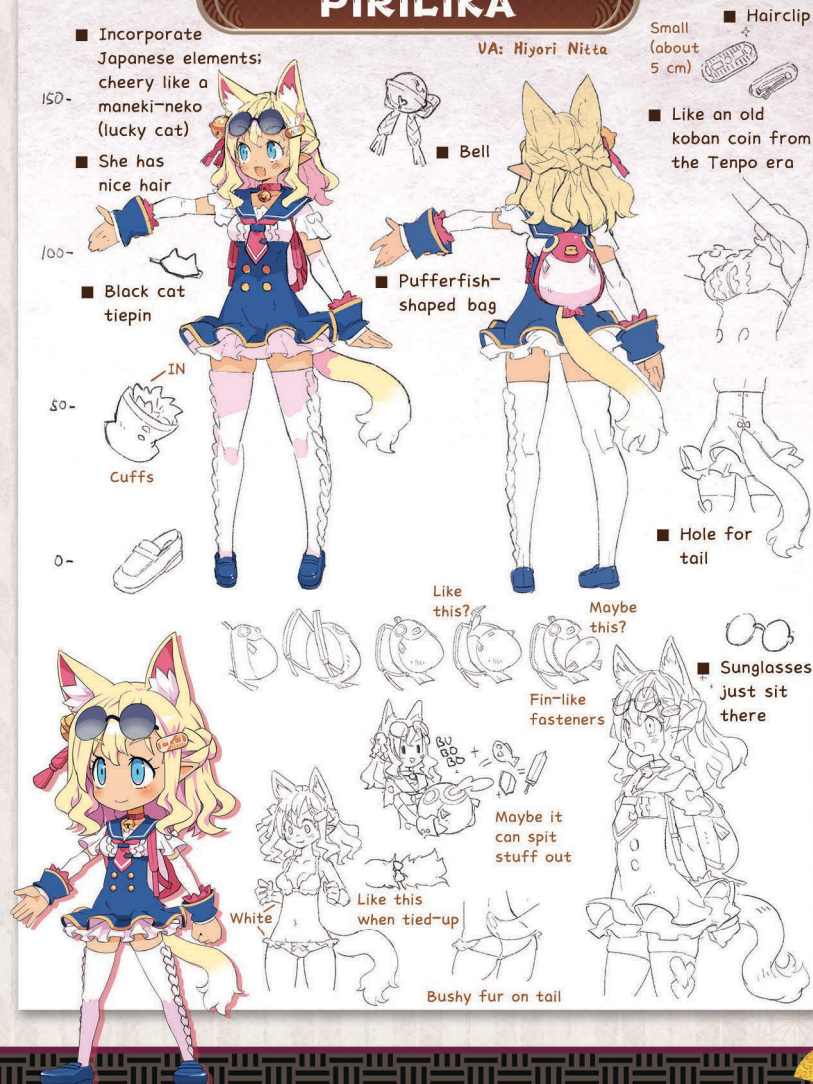 PIRILIKA
VA: Hiyori Nitta
■ Incorporate
Japanese elements;
cheery like a
maneki-neko
(lucky cat)
■ She has
nice hair
■ Bell
Small
(about
5 cm)
■ Hairclip
■ Like an old
koban coin from
the Tenpo era
150-
100-
50-
0-
■ Black cat
tiepin
■ Pufferfish-
shaped bag
IN
Cuffs
■ Hole for
tail
Like
this?
Maybe
this?
Fin-like
fasteners
■ Sunglasses
just sit
there
BO
BO
BO
Maybe it
can spit
stuff out
White
Like this
when tied-up
Bushy fur on tail